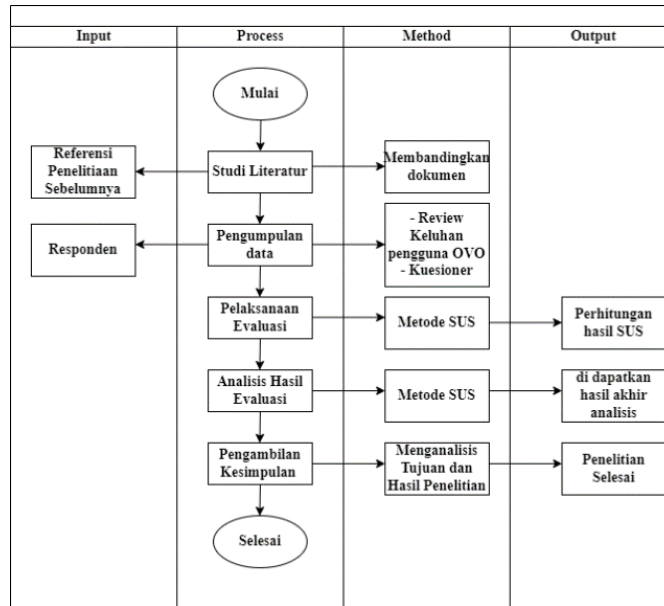 Input
Process
Method
Output
Mulai
Referensi
Penelitiaan
Sebelumnya
Studi Literatur
Membandingkan
dokumen
Responden
Pengumpulan
data
- Review
Keluhan
pengguna OVO
- Kuesioner
Pelaksanaan
Evaluasi
Metode SUS
Perhitungan
hasil SUS
Analisis Hasil
Evaluasi
Metode SUS
di dapatkan
hasil akhir
analisis
Pengambilan
Kesimpulan
Menganalisis
Tujuan dan
Hasil Penelitian
Penelitian
Selesai
Selesai